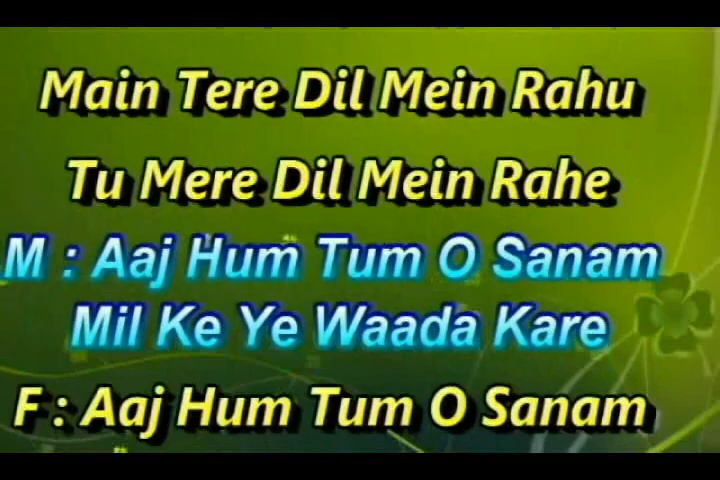 Main Tere Dil Mein Rahu
Tu Mere Dil Mein Rahe
M : Aaj Hum Tum O Sanam
Mil Ke Ye Waada Kare
F : Aaj Hum Tum O Sanam